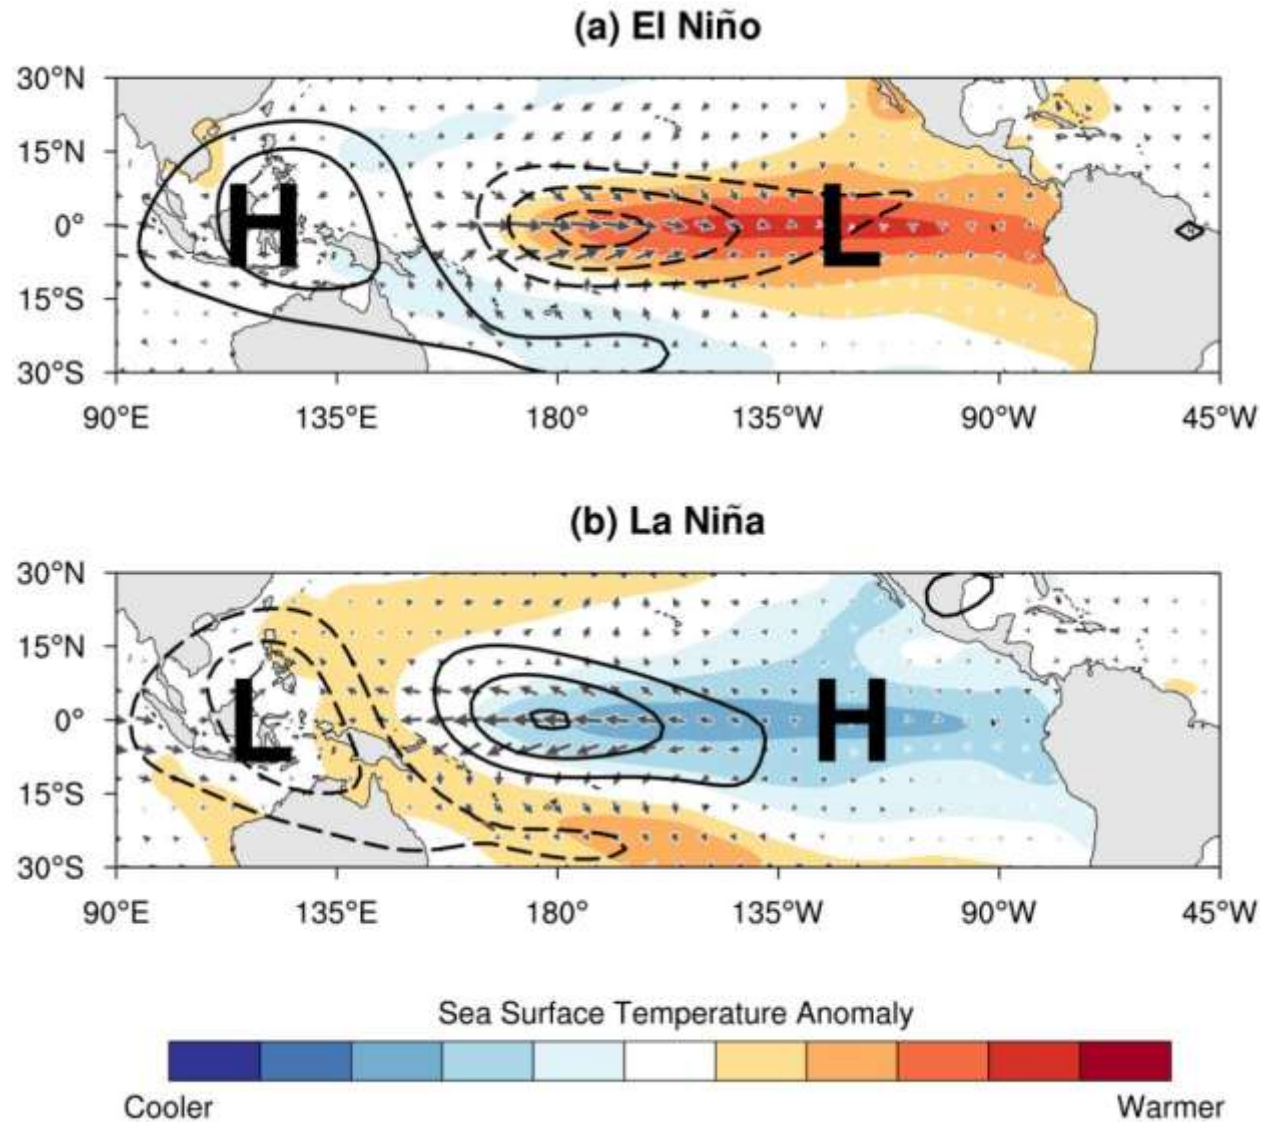 (a) El Niño
30°N
15°N
0°
15°S
30°S
H
L
90°E 135°E 180° 135°W 90°W 45°W
(b) La Niña
30°N
15°N
0°
15°S
30°S
L
H
90°E 135°E 180° 135°W 90°W 45°W
Sea Surface Temperature Anomaly
Cooler Warmer